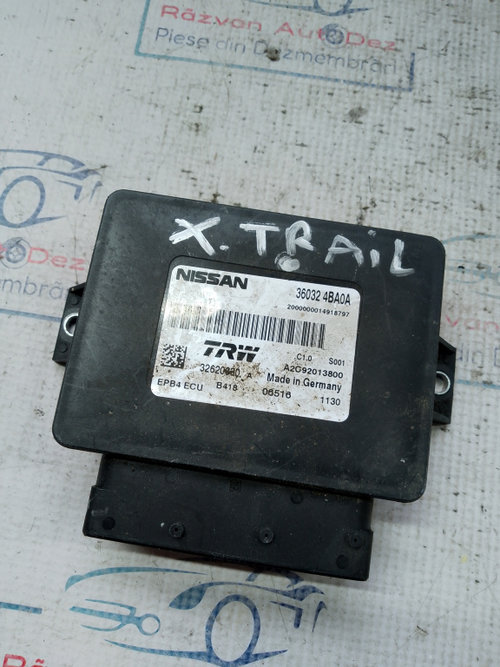 Răzvan AutoDez
Piese din Dezmembrări
X.TRAIL
NISSAN
36032 4BA0A
2000000014918797
TRW
C1.0 S001
A2C92013800
A Made in Germany
EPB4 ECU B418 06516 1130